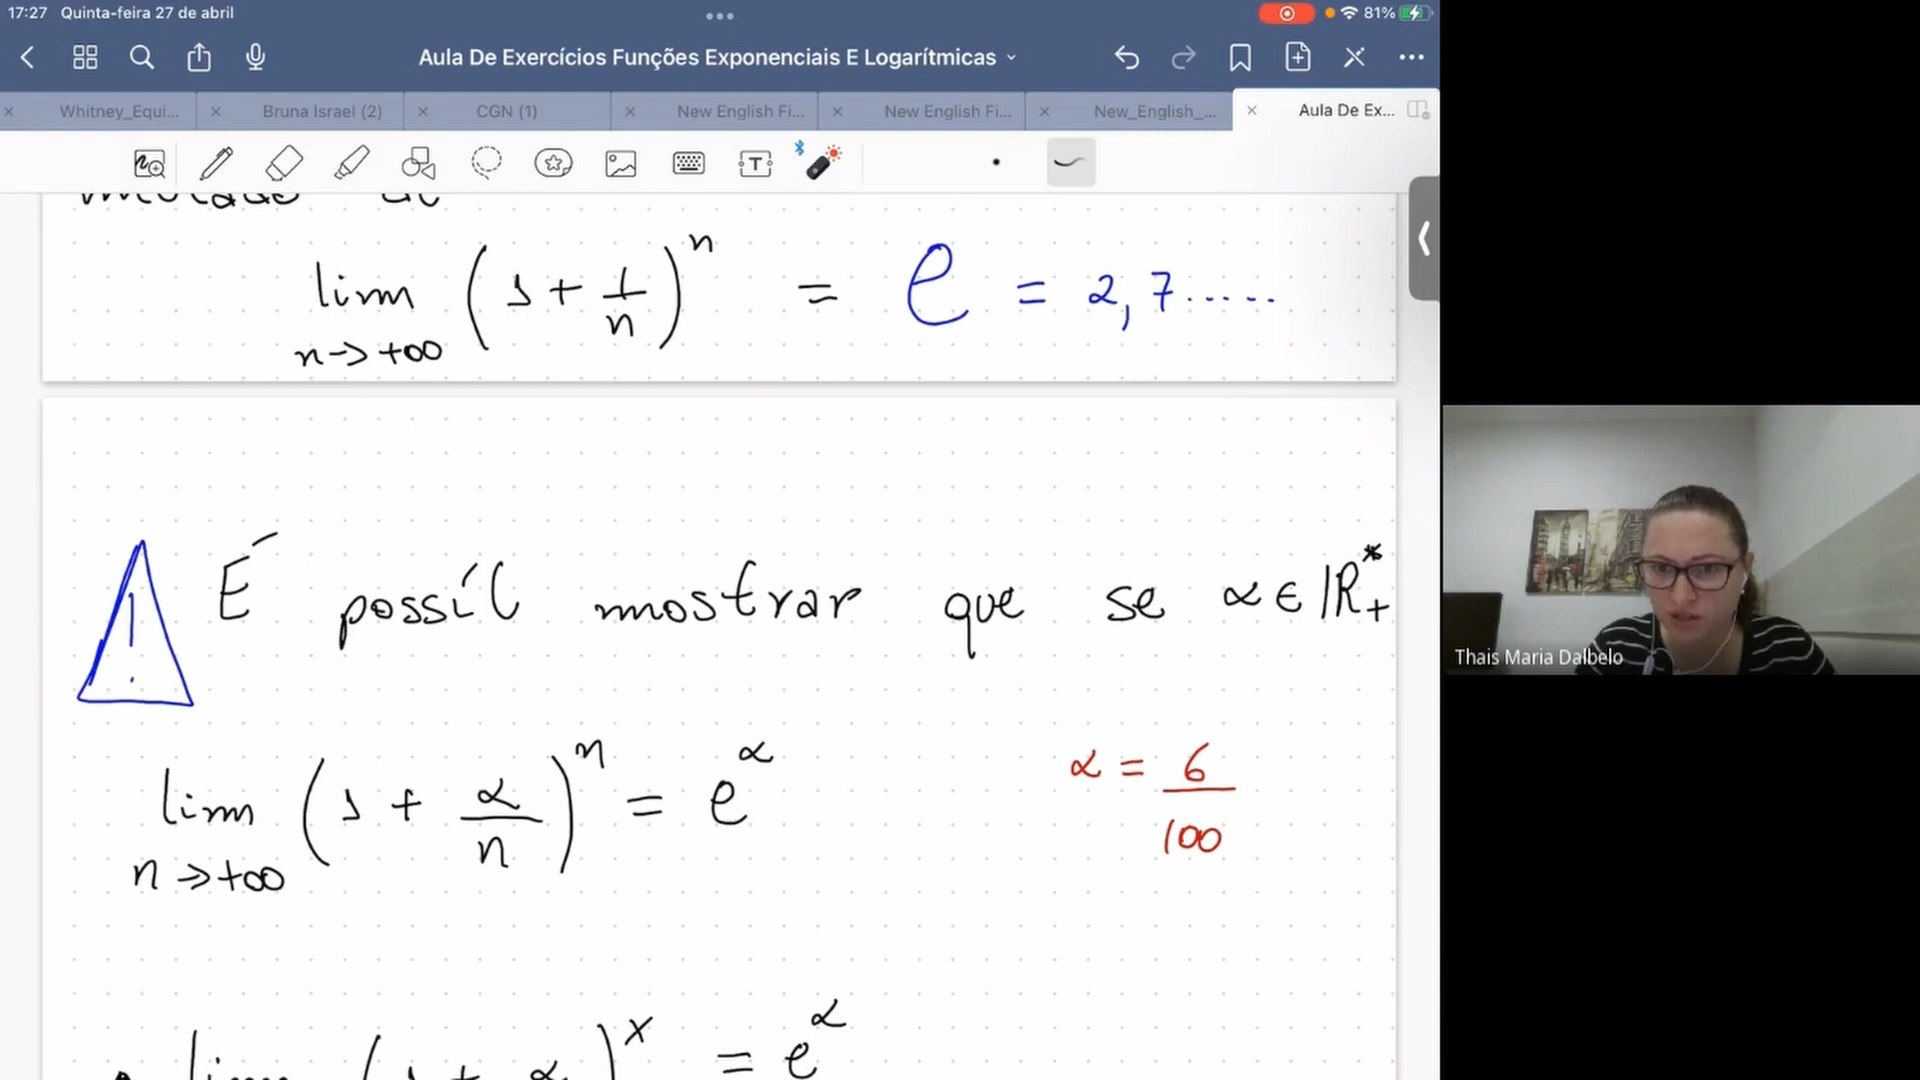 17:27 Quinta-feira 27 de abril
81%
Aula De Exercícios Funções Exponenciais E Logarítmicas
Whitney_Equi...
Bruna Israel (2)
CGN (1)
New English Fi...
New English Fi...
New_English_...
Aula De Ex...
lim (1 + 1/n)^n = e = 2,7......
n → +∞
É possíl mostrar que se α ∈ ℝ*₊
lim (1 + α/n)^n = e^α
n → +∞
α = 6/100
Thais Maria Dalbelo